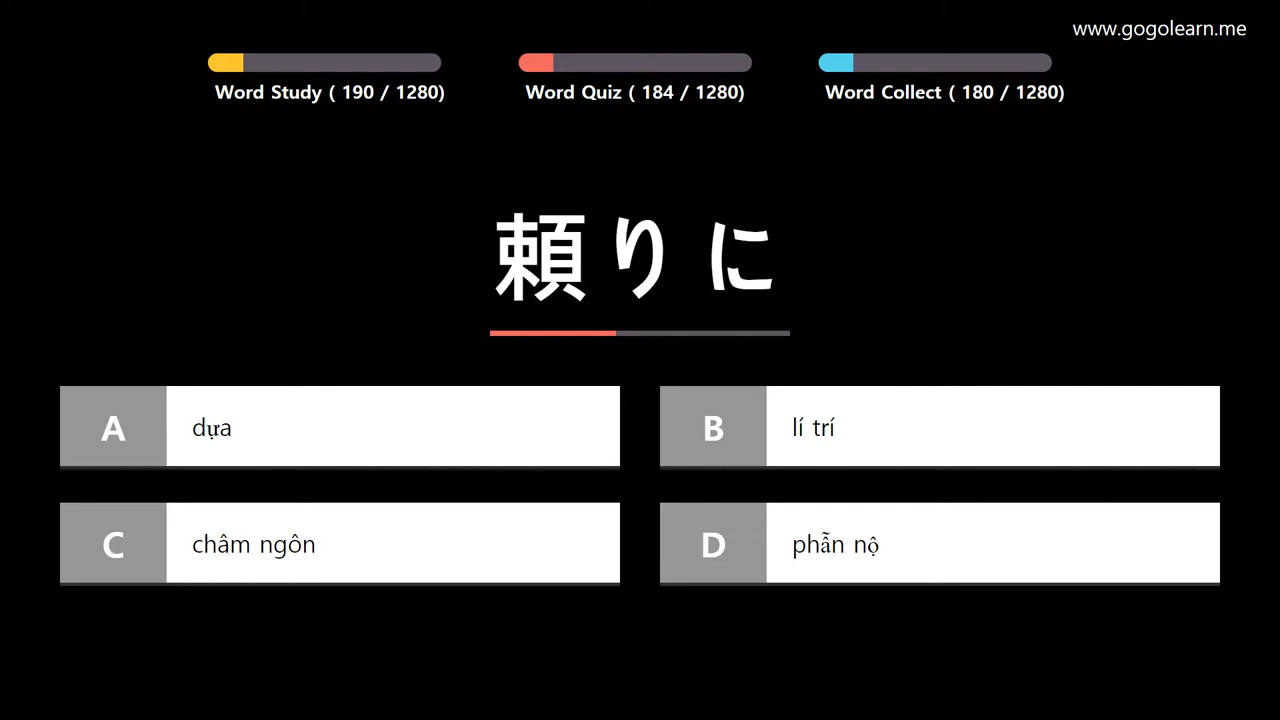 www.gogolearn.me
Word Study ( 190 / 1280)
Word Quiz ( 184 / 1280)
Word Collect ( 180 / 1280)
頼りに
A dựa
B lí trí
C châm ngôn
D phẫn nộ